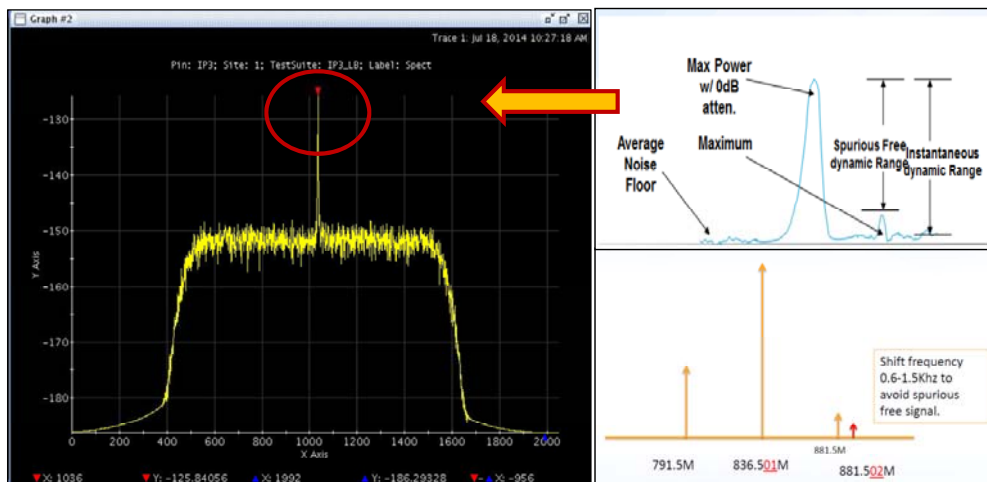 Graph #2
Trace 1: Jul 18, 2014 10:27:18 AM
Pin: IP3; Site: 1; TestSuite: IP3_LB; Label: Spect
-130
-140
-150
-160
-170
-180
Y Axis
0 200 400 600 800 1000 1200 1400 1600 1800 2000
X Axis
X: 1036 Y: -125.84056 X: 1992 Y: -186.29328 - X: -956
Max Power
w/ 0dB
atten.
Average
Noise
Floor
Maximum
Spurious Free
dynamic Range
Instantaneous
dynamic Range
Shift frequency
0.6-1.5Khz to
avoid spurious
free signal.
791.5M
836.501M
881.5M
881.502M